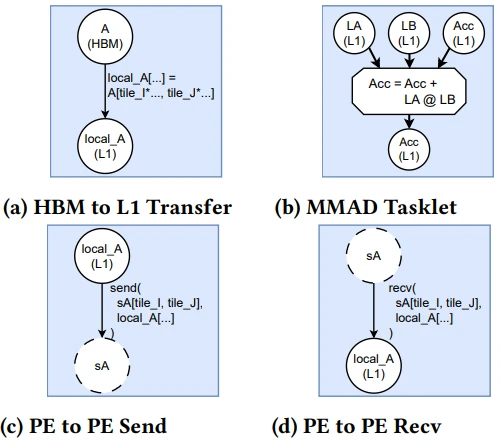 A
(HBM)
local_A[...] =
A[tile_I*..., tile_J*...]
local_A
(L1)
(a) HBM to L1 Transfer
LA
(L1)
LB
(L1)
Acc
(L1)
Acc = Acc +
LA @ LB
Acc
(L1)
(b) MMAD Tasklet
local_A
(L1)
send(
sA[tile_I, tile_J],
local_A[...]
)
sA
(c) PE to PE Send
sA
recv(
sA[tile_I, tile_J],
local_A[...]
)
local_A
(L1)
(d) PE to PE Recv